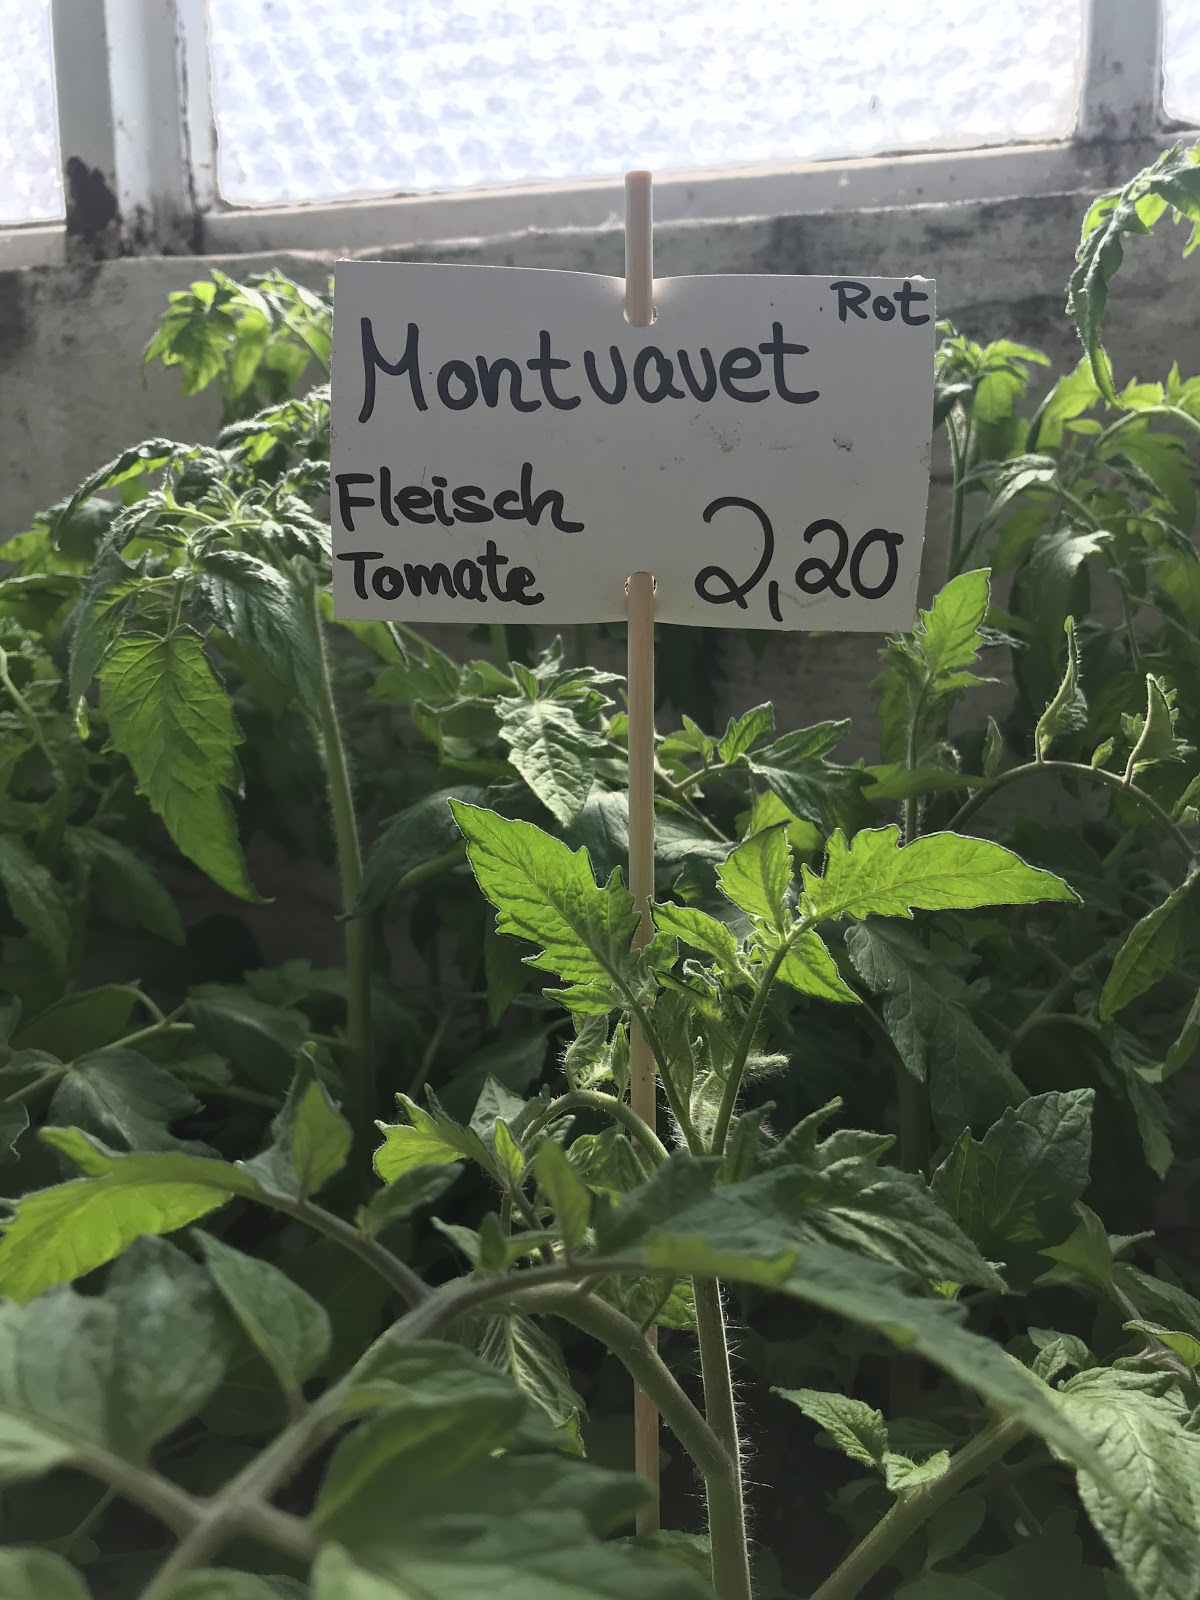 Rot
Montvavet
Fleisch
Tomate
2,20